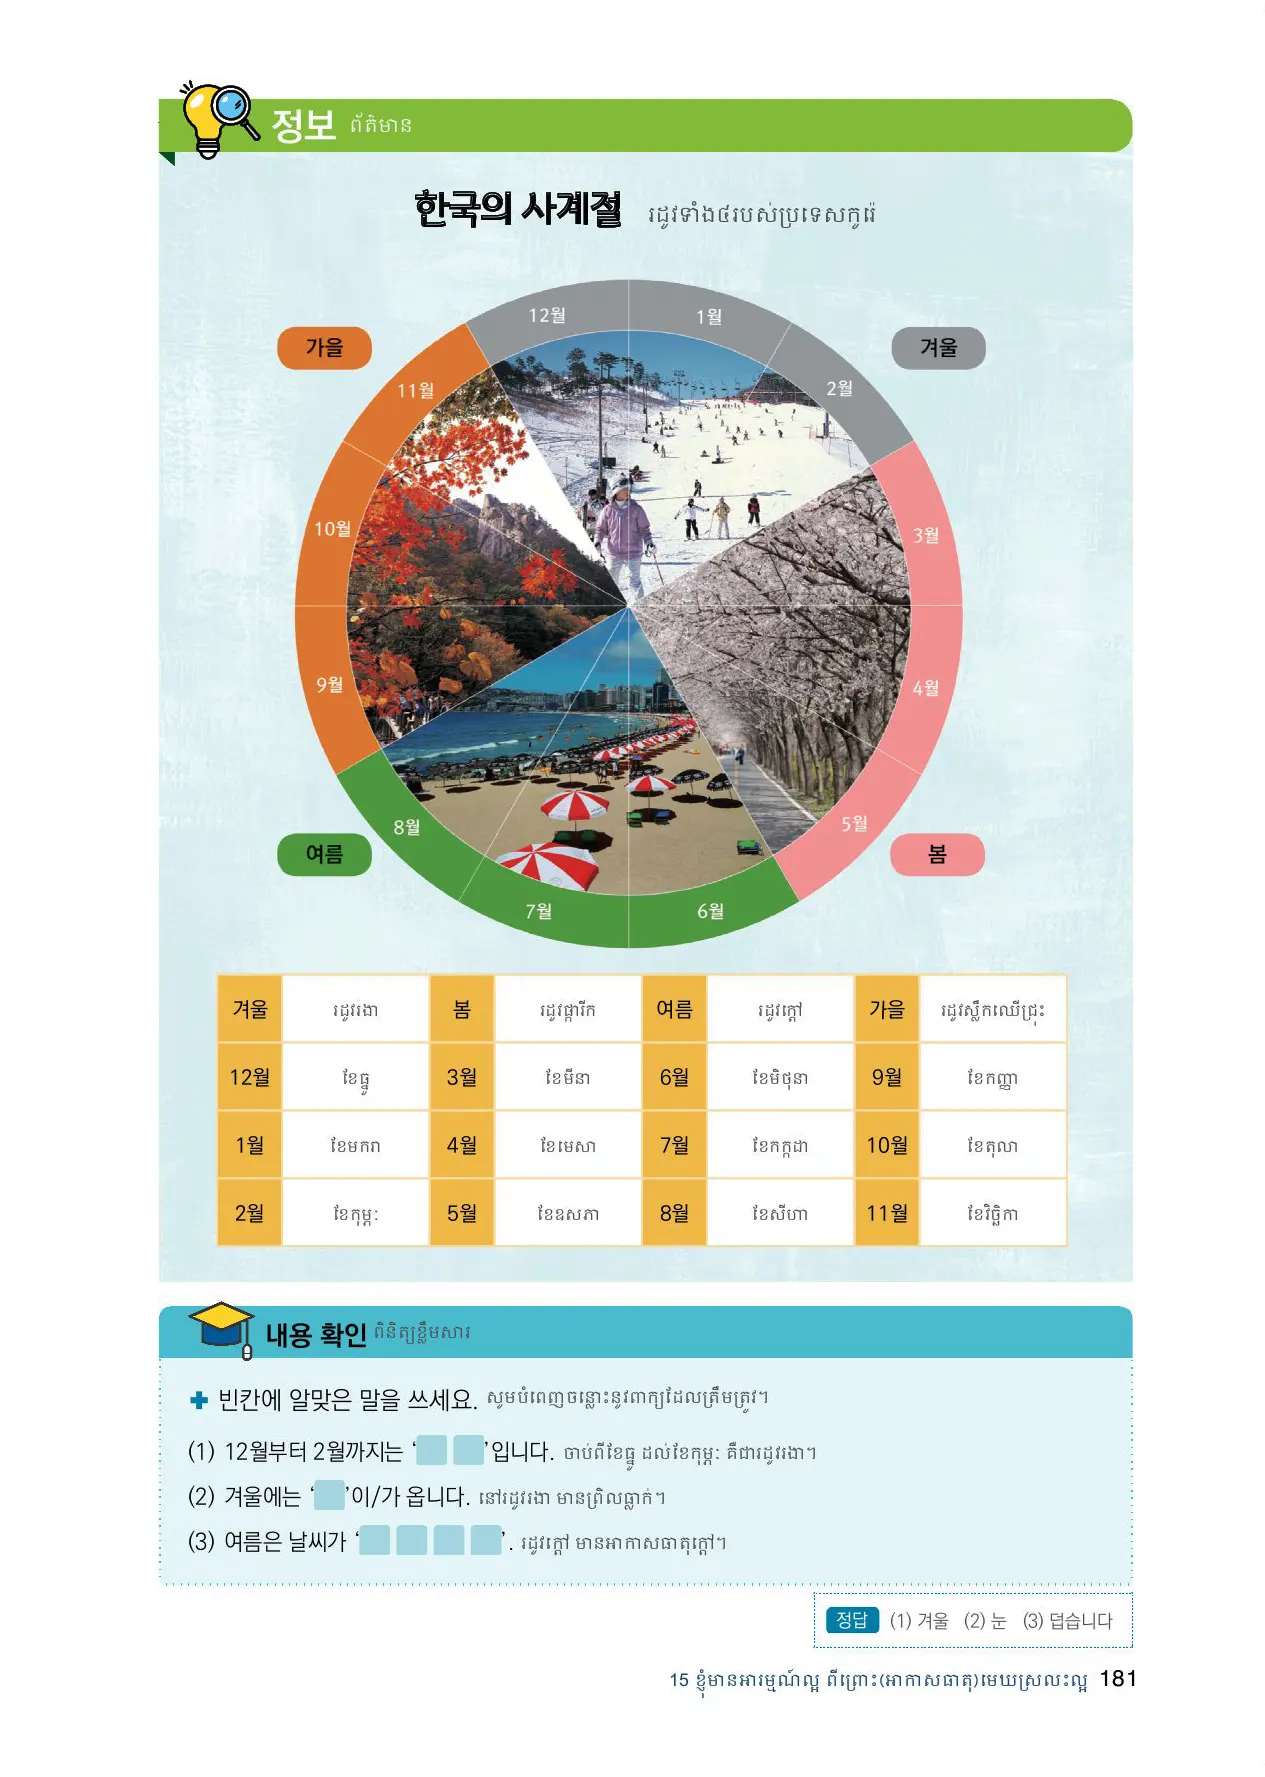 정보 ព័ត៌មាន
한국의 사계절 រដូវទាំង៤របស់ប្រទេសកូរ៉េ
12월 1월
가을 겨울
11월 2월
10월 3월
9월 4월
8월 5월
여름 봄
7월 6월
겨울 រដូវរងា 봄 រដូវផ្ការីក 여름 រដូវក្តៅ 가을 រដូវស្លឹកឈើជ្រុះ
12월 ខែធ្នូ 3월 ខែមីនា 6월 ខែមិថុនា 9월 ខែកញ្ញា
1월 ខែមករា 4월 ខែមេសា 7월 ខែកក្កដា 10월 ខែតុលា
2월 ខែកុម្ភៈ 5월 ខែឧសភា 8월 ខែសីហា 11월 ខែវិច្ឆិកា
내용 확인 ពិនិត្យខ្លឹមសារ
빈칸에 알맞은 말을 쓰세요. សូមបំពេញចន្លោះនូវពាក្យដែលត្រឹមត្រូវ។
(1) 12월부터 2월까지는 ‘ ’입니다. ចាប់ពីខែធ្នូ ដល់ខែកុម្ភៈ គឺជារដូវរងា។
(2) 겨울에는 ‘ ’이/가 옵니다. នៅរដូវរងា មានព្រិលធ្លាក់។
(3) 여름은 날씨가 ‘ ’. រដូវក្តៅ មានអាកាសធាតុក្តៅ។
정답 (1) 겨울 (2) 눈 (3) 덥습니다
15 ខ្ញុំមានអារម្មណ៍ល្អ ពីព្រោះ(អាកាសធាតុ)មេឃស្រលះល្អ 181